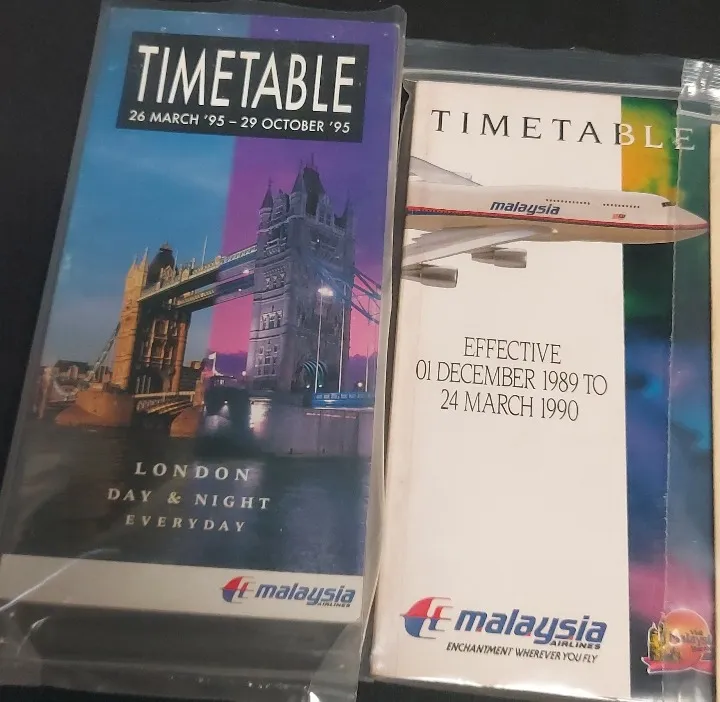 TIMETABLE
26 MARCH '95 – 29 OCTOBER '95
LONDON
DAY & NIGHT
EVERYDAY
malaysia
AIRLINES
TIMETABLE
malaysia
EFFECTIVE
01 DECEMBER 1989 TO
24 MARCH 1990
malaysia
AIRLINES
ENCHANTMENT WHEREVER YOU FLY
Malaysia